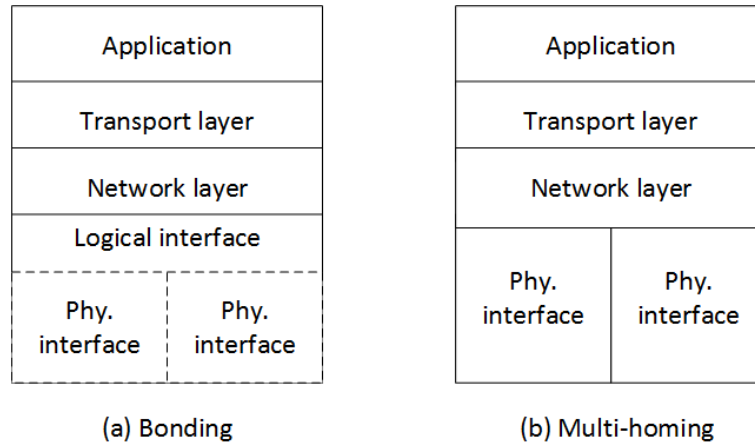 Application
Transport layer
Network layer
Logical interface
Phy.
interface
Phy.
interface
(a) Bonding
Application
Transport layer
Network layer
Phy.
interface
Phy.
interface
(b) Multi-homing